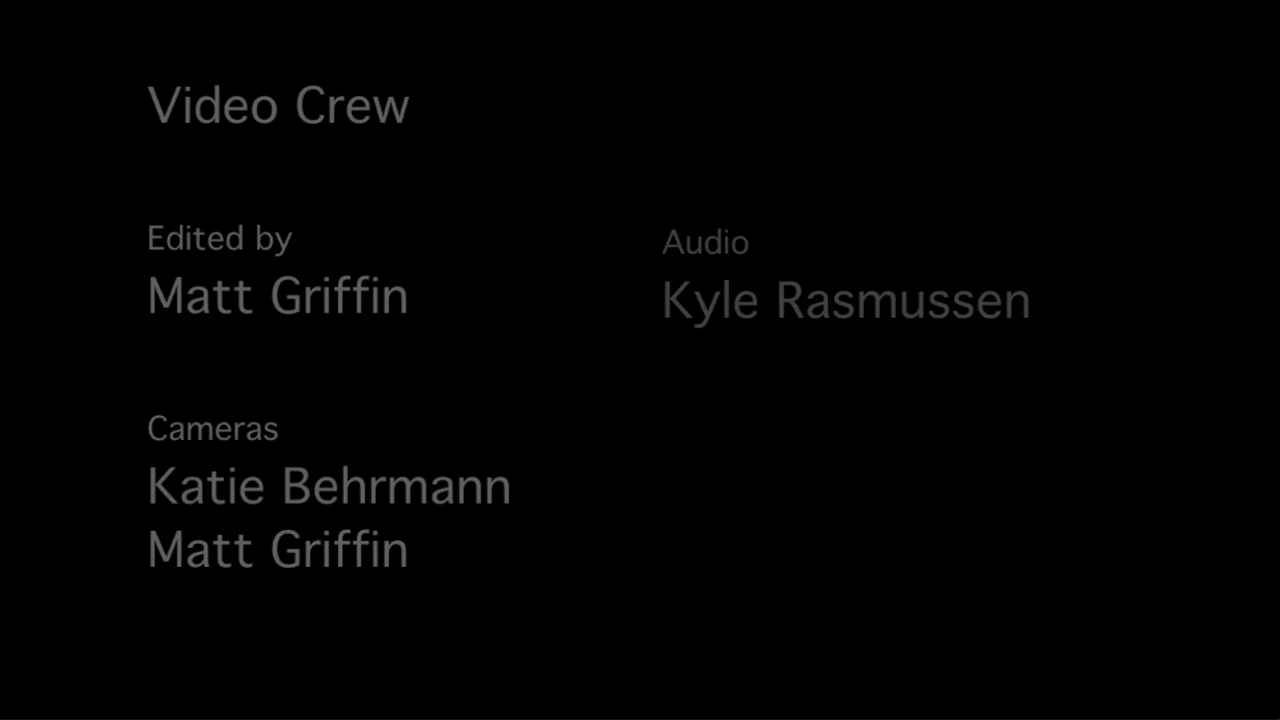 Video Crew
Edited by
Matt Griffin
Audio
Kyle Rasmussen
Cameras
Katie Behrmann
Matt Griffin